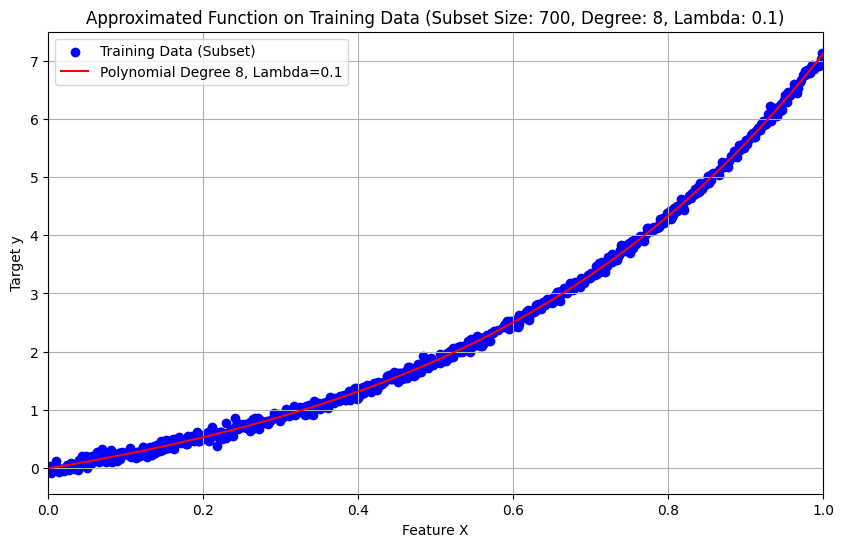 Approximated Function on Training Data (Subset Size: 700, Degree: 8, Lambda: 0.1)
Training Data (Subset)
Polynomial Degree 8, Lambda=0.1
Target y
7
6
5
4
3
2
1
0
0.0 0.2 0.4 0.6 0.8 1.0
Feature X